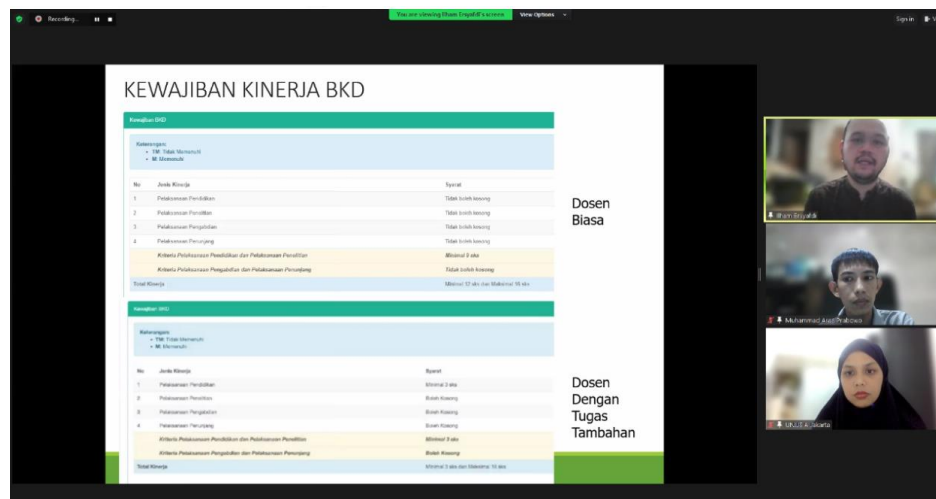 Recording...
You are viewing Ilham Ersyafdi's screen
View Options
Sign in
KEWAJIBAN KINERJA BKD
Kewajiban BKD
Keterangan:
TM: Tidak Memenuhi
M: Memenuhi
No Jenis Kinerja Syarat
1 Pelaksanaan Pendidikan Tidak boleh kosong
2 Pelaksanaan Penelitian Tidak boleh kosong
3 Pelaksanaan Pengabdian Tidak boleh kosong
4 Pelaksanaan Penunjang Tidak boleh kosong
Kriteria Pelaksanaan Pendidikan dan Pelaksanaan Penelitian Minimal 9 sks
Kriteria Pelaksanaan Pengabdian dan Pelaksanaan Penunjang Tidak boleh kosong
Total Kinerja Minimal 12 sks dan Maksimal 16 sks
Dosen
Biasa
Kewajiban BKD
Keterangan:
TM: Tidak Memenuhi
M: Memenuhi
No Jenis Kinerja Syarat
1 Pelaksanaan Pendidikan Minimal 3 sks
2 Pelaksanaan Penelitian Boleh Kosong
3 Pelaksanaan Pengabdian Boleh Kosong
4 Pelaksanaan Penunjang Boleh Kosong
Kriteria Pelaksanaan Pendidikan dan Pelaksanaan Penelitian Minimal 3 sks
Kriteria Pelaksanaan Pengabdian dan Pelaksanaan Penunjang Boleh Kosong
Total Kinerja Minimal 3 sks dan Maksimal 16 sks
Dosen
Dengan
Tugas
Tambahan
Ilham Ersyafdi
Muhammad Aras Prabowo